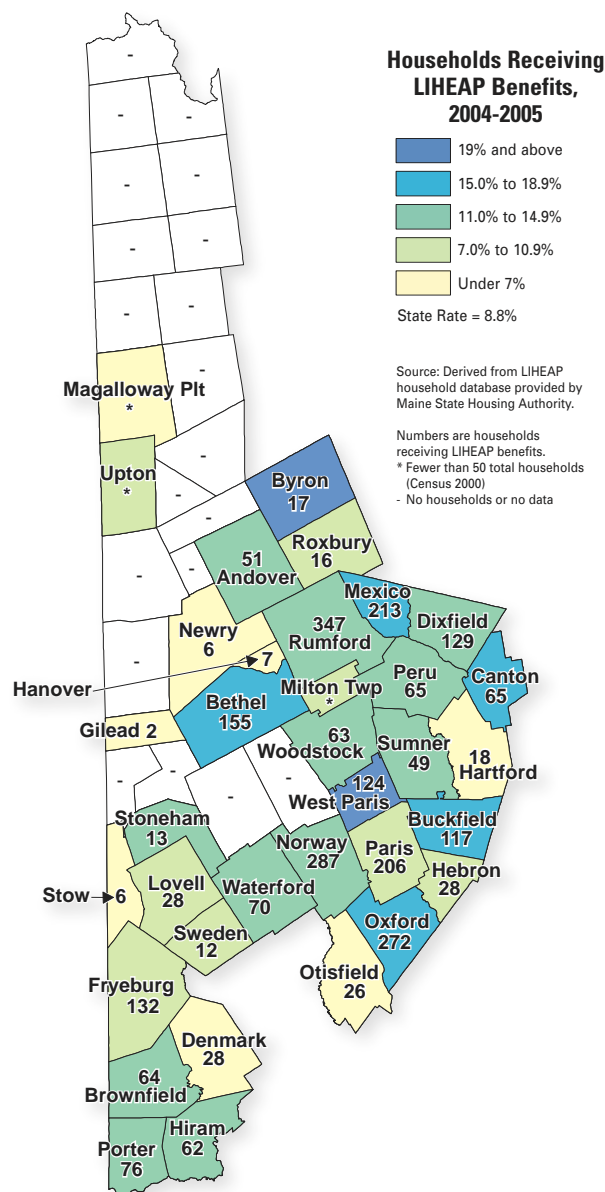 Households Receiving
LIHEAP Benefits,
2004-2005
19% and above
15.0% to 18.9%
11.0% to 14.9%
7.0% to 10.9%
Under 7%
State Rate = 8.8%
Source: Derived from LIHEAP
household database provided by
Maine State Housing Authority.
Numbers are households
receiving LIHEAP benefits.
* Fewer than 50 total households
(Census 2000)
- No households or no data
-
-
-
-
-
-
-
-
-
-
Magalloway Plt
*
-
Upton
*
-
-
-
-
-
Byron
17
Roxbury
16
51
Andover
Mexico
213
Dixfield
129
347
Rumford
Newry
6
7
Hanover
-
Peru
65
Canton
65
Milton Twp
*
Bethel
155
Gilead 2
63
Woodstock
Sumner
49
18
Hartford
-
-
-
-
124
West Paris
Stoneham
13
Buckfield
117
Norway
287
Paris
206
Hebron
28
Stow
6
Lovell
28
Waterford
70
Sweden
12
Oxford
272
Otisfield
26
Fryeburg
132
Denmark
28
64
Brownfield
Hiram
62
Porter
76